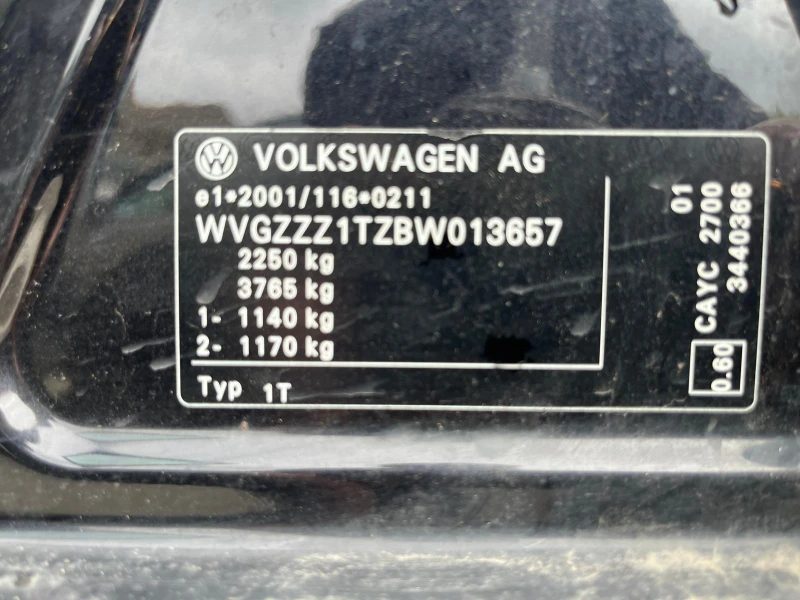 VOLKSWAGEN AG
e1*2001/116*0211
WVGZZZ1TZBW013657
2250 kg
3765 kg
1- 1140 kg
2- 1170 kg
Typ 1T
01
0.60 CAYC 2700
3440366